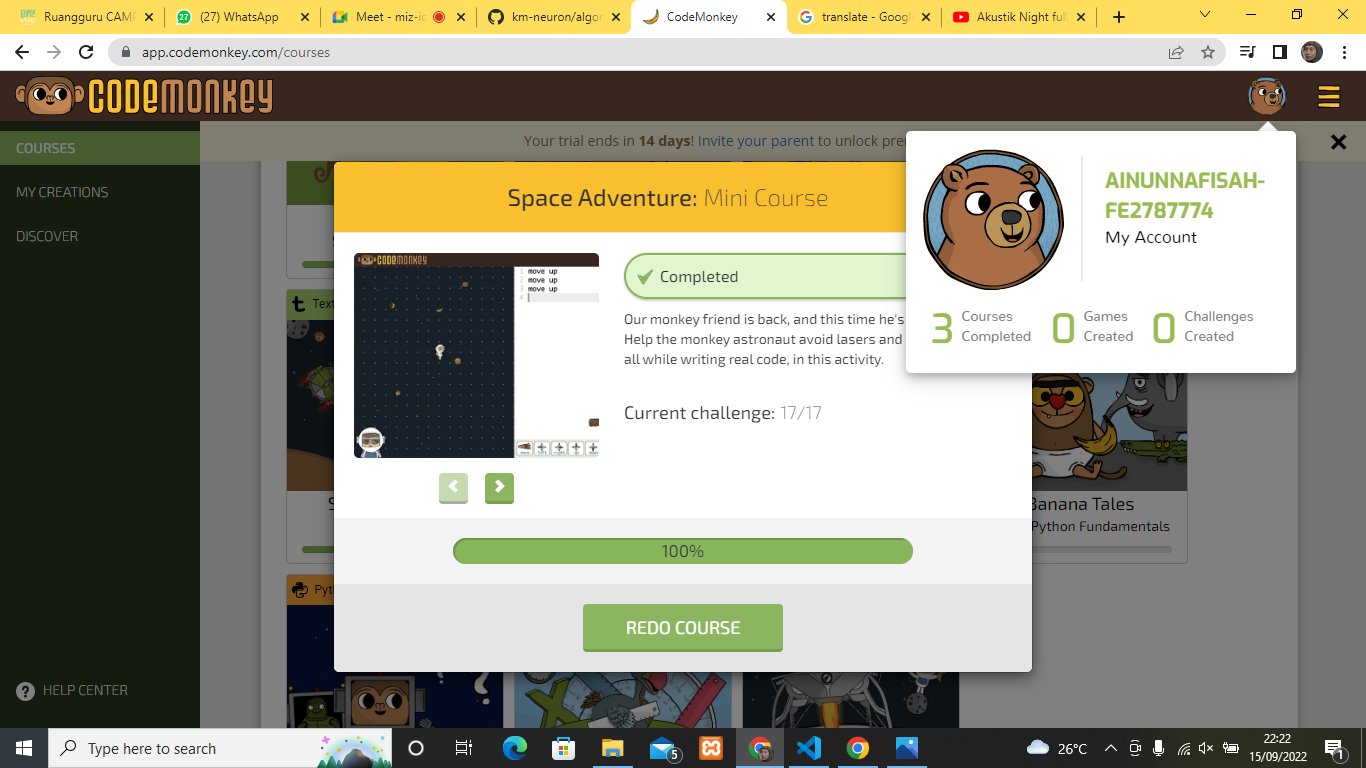 Ruangguru CAMP
(27) WhatsApp
Meet - miz-ic
km-neuron/algor
CodeMonkey
translate - Googl
Akustik Night full
app.codemonkey.com/courses
CODEMONKEY
COURSES
MY CREATIONS
DISCOVER
HELP CENTER
Your trial ends in 14 days! Invite your parent to unlock prem
Space Adventure: Mini Course
CODEMONKEY
1 move up
2 move up
3 move up
4
Completed
Our monkey friend is back, and this time he's
Help the monkey astronaut avoid lasers and
all while writing real code, in this activity.
Current challenge: 17/17
100%
REDO COURSE
AINUNNAFISAH-
FE2787774
My Account
3 Courses Completed
0 Games Created
0 Challenges Created
Text
S
Banana Tales
Python Fundamentals
Pyth
Type here to search
5
26°C
22:22
15/09/2022
1